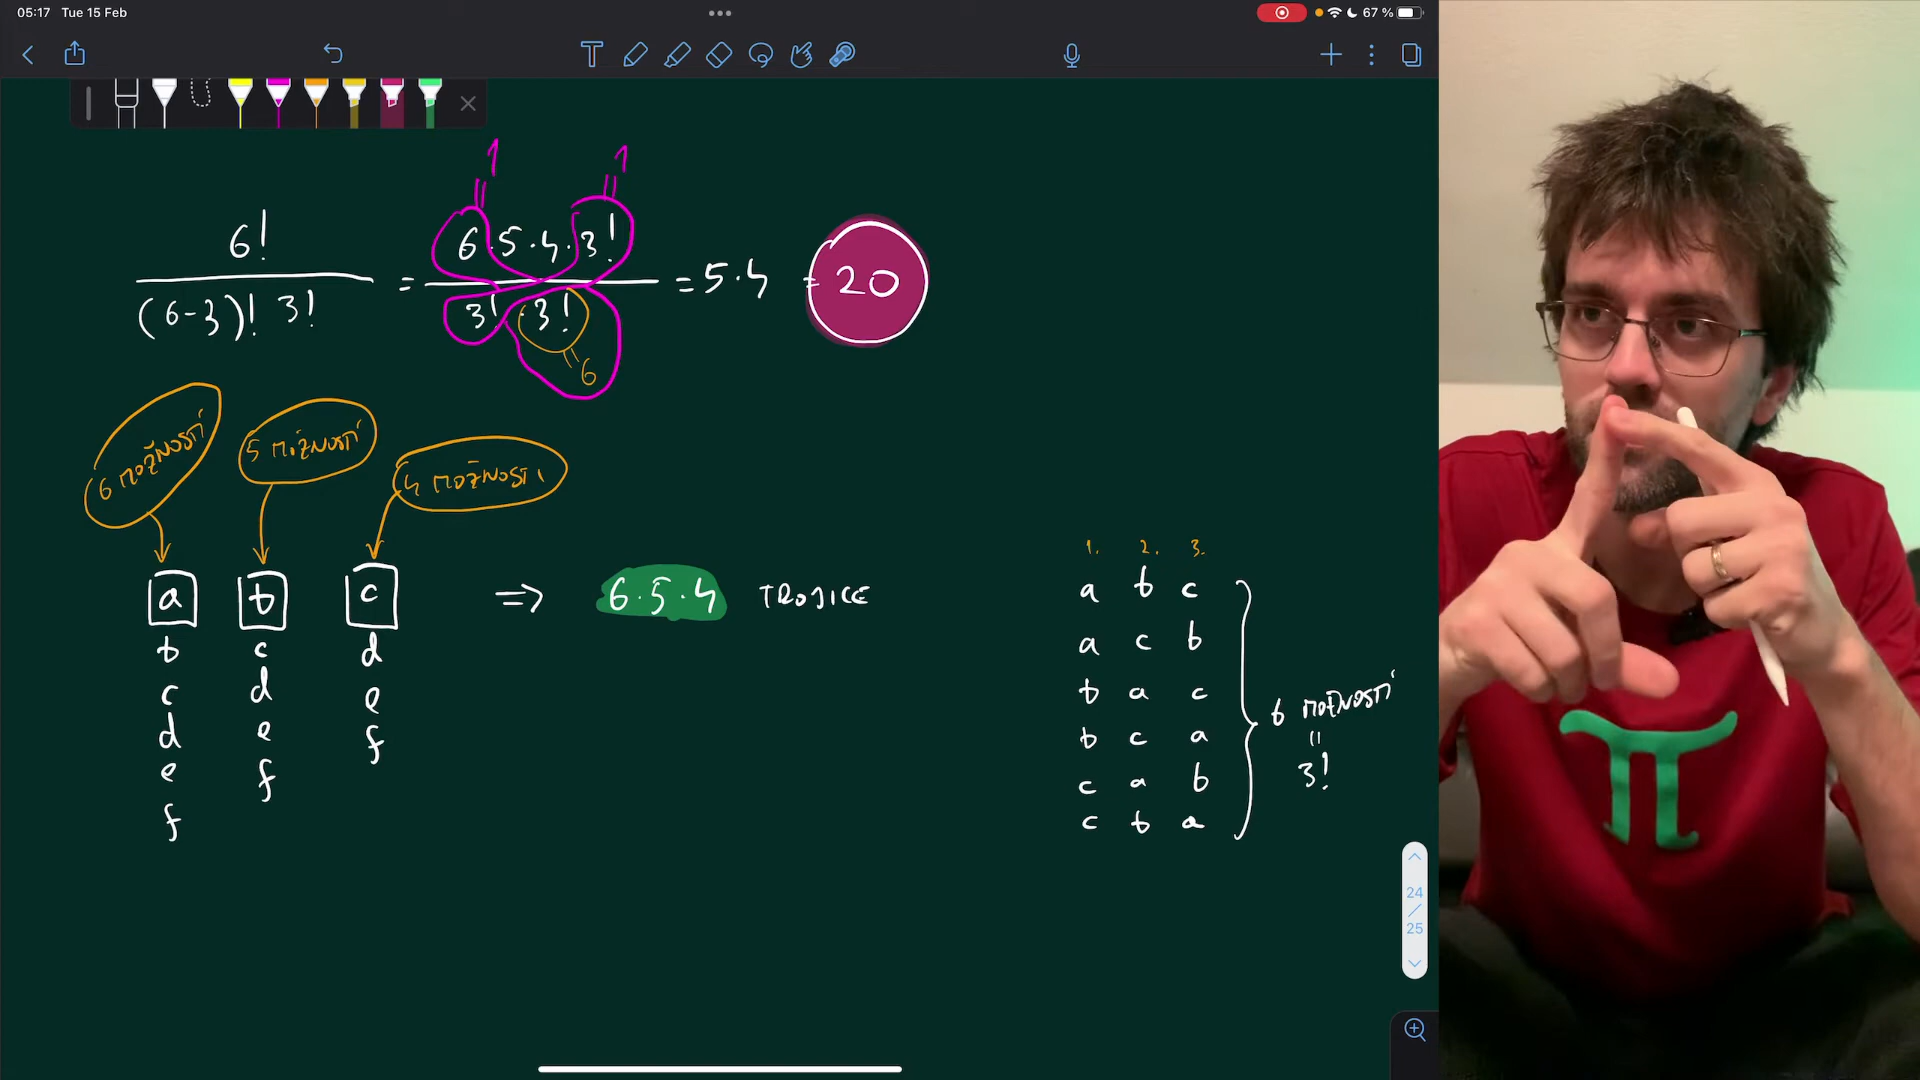 05:17 Tue 15 Feb
67 %
1 1
6! / (6-3)! 3! = 6·5·4·3! / 3!·3! = 5·4 = 20
6
6 MOŽNOSTÍ
5 MOŽNOSTÍ
4 MOŽNOSTI
a b c ⇒ 6·5·4 TROJICE
b c d
c d e
d e f
e f
f
1. 2. 3.
a b c
a c b
b a c
b c a
c a b
c b a
6 MOŽNOSTÍ
=
3!
24
/
25
π